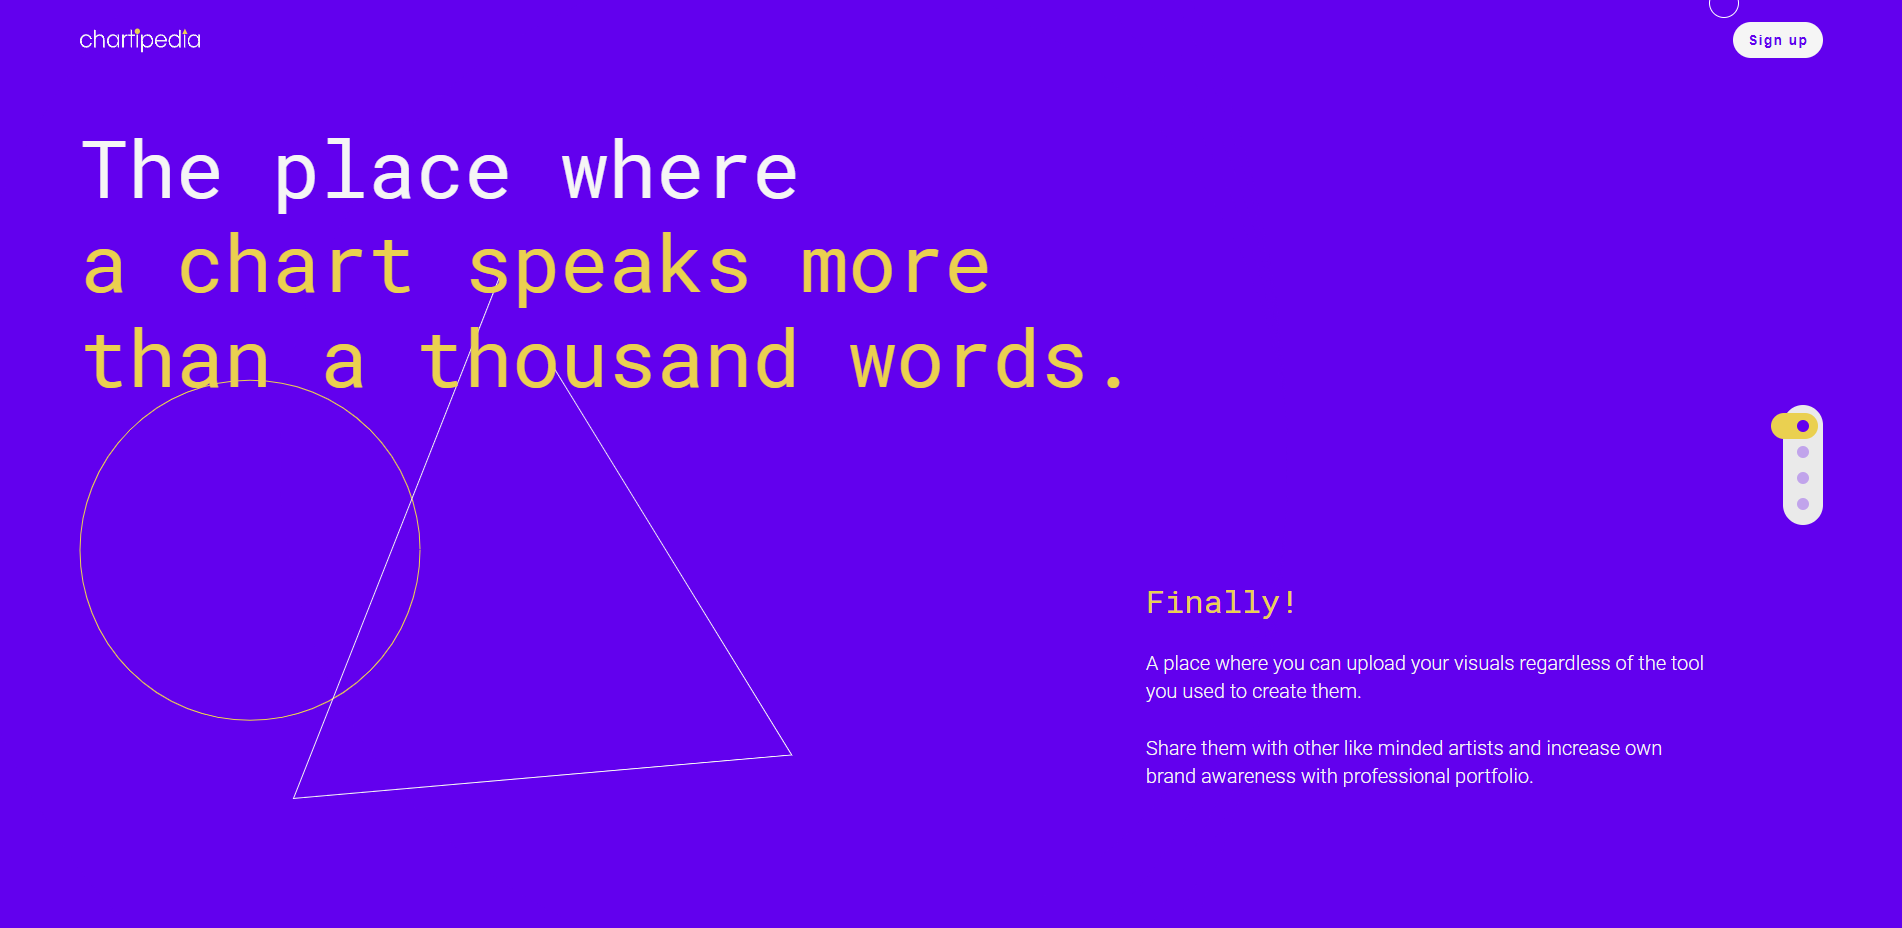 chartipedia
Sign up
The place where
a chart speaks more
than a thousand words.
Finally!
A place where you can upload your visuals regardless of the tool
you used to create them.
Share them with other like minded artists and increase own
brand awareness with professional portfolio.